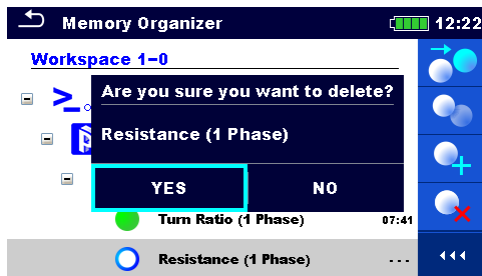 Memory Organizer
12:22
Workspace 1-0
Are you sure you want to delete?
Resistance (1 Phase)
YES
NO
Turn Ratio (1 Phase)
07:41
Resistance (1 Phase)
---